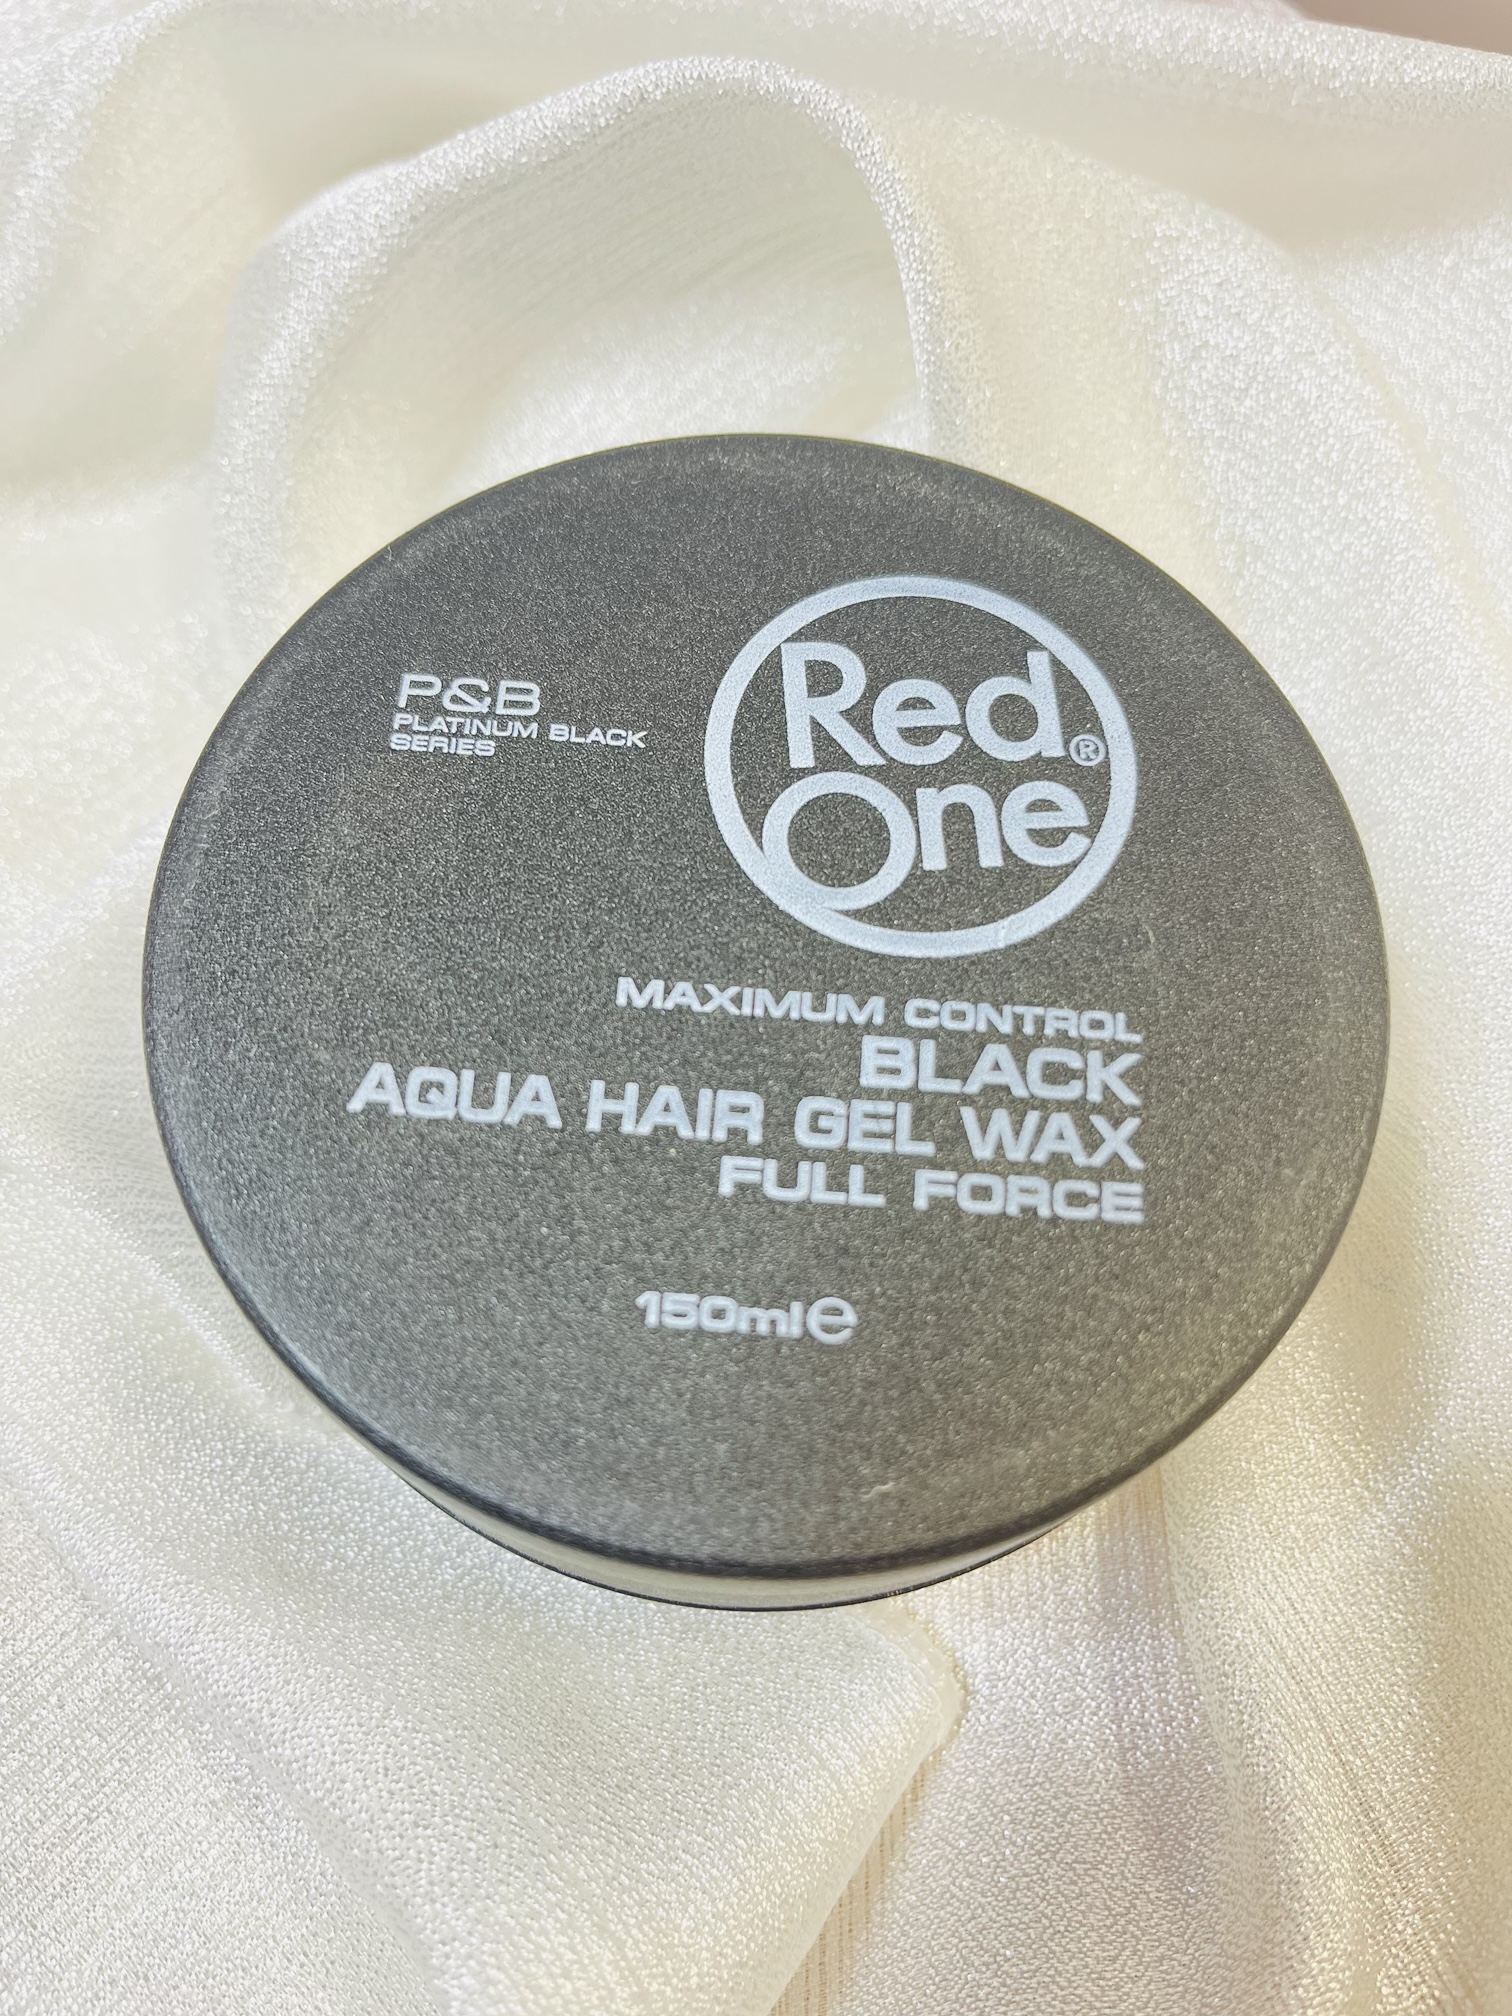 P&B
PLATINUM BLACK
SERIES
Red®
One
MAXIMUM CONTROL
BLACK
AQUA HAIR GEL WAX
FULL FORCE
150ml℮